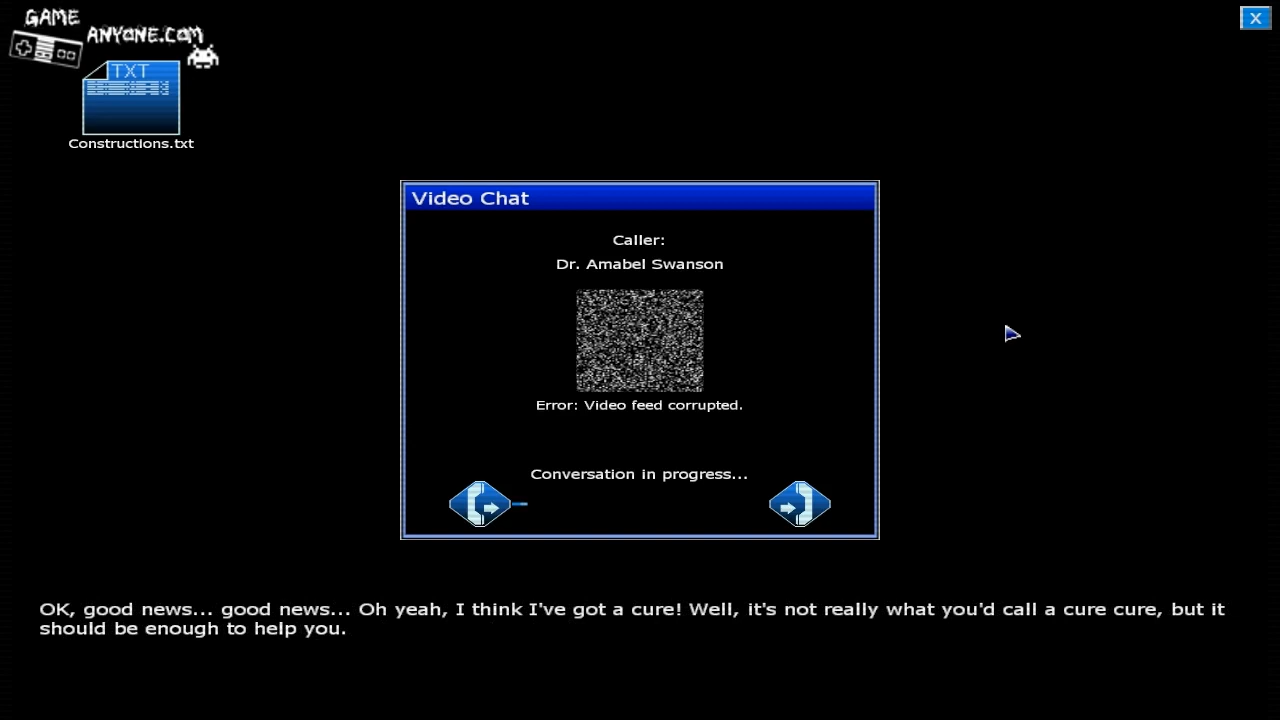 GAME
ANYONE.COM
X
TXT
Constructions.txt
Video Chat
Caller:
Dr. Amabel Swanson
Error: Video feed corrupted.
Conversation in progress...
OK, good news... good news... Oh yeah, I think I've got a cure! Well, it's not really what you'd call a cure cure, but it
should be enough to help you.